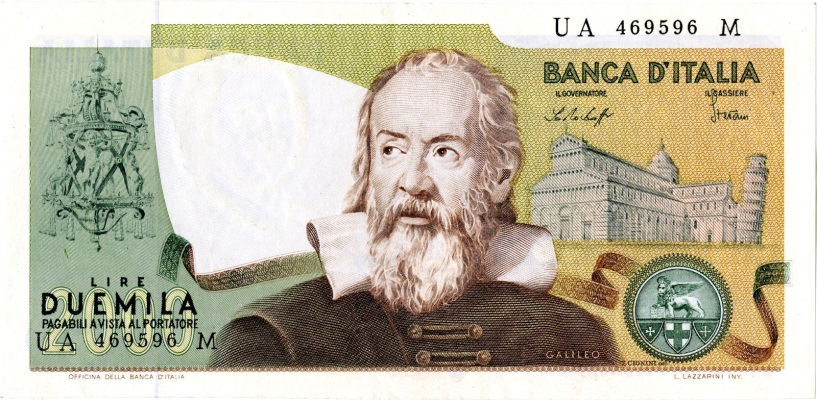 UA 469596 M
BANCA D'ITALIA
IL GOVERNATORE IL CASSIERE
LIRE
DUEMILA
2000
PAGABILI A VISTA AL PORTATORE
UA 469596 M
GALILEO
OFFICINA DELLA BANCA D'ITALIA
L. LAZZARINI INV.